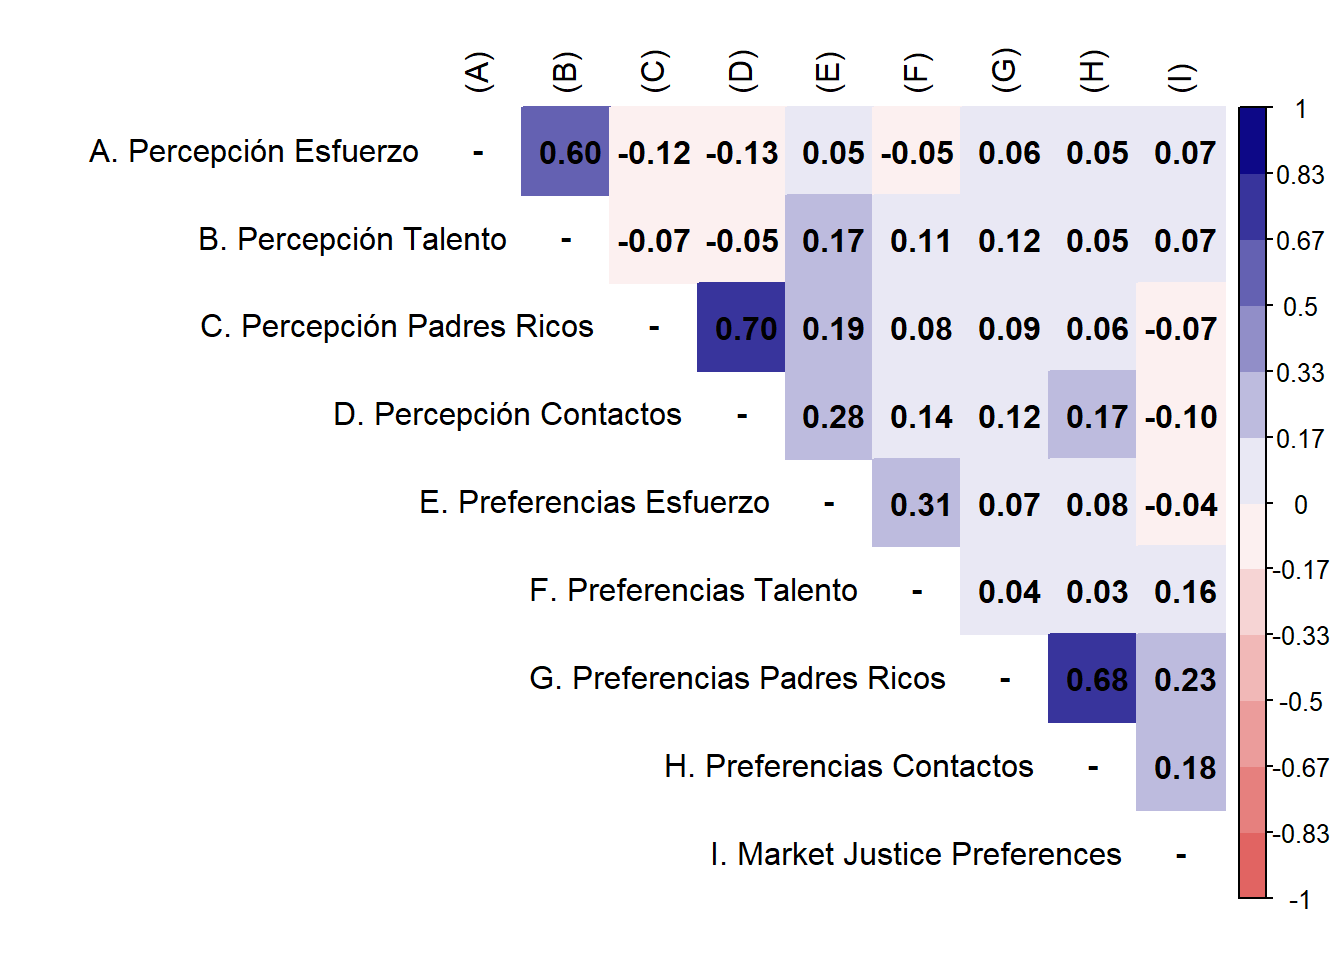 (A) (B) (C) (D) (E) (F) (G) (H) (I)
A. Percepción Esfuerzo - 0.60 -0.12 -0.13 0.05 -0.05 0.06 0.05 0.07
B. Percepción Talento - -0.07 -0.05 0.17 0.11 0.12 0.05 0.07
C. Percepción Padres Ricos - 0.70 0.19 0.08 0.09 0.06 -0.07
D. Percepción Contactos - 0.28 0.14 0.12 0.17 -0.10
E. Preferencias Esfuerzo - 0.31 0.07 0.08 -0.04
F. Preferencias Talento - 0.04 0.03 0.16
G. Preferencias Padres Ricos - 0.68 0.23
H. Preferencias Contactos - 0.18
I. Market Justice Preferences -
1
0.83
0.67
0.5
0.33
0.17
0
-0.17
-0.33
-0.5
-0.67
-0.83
-1